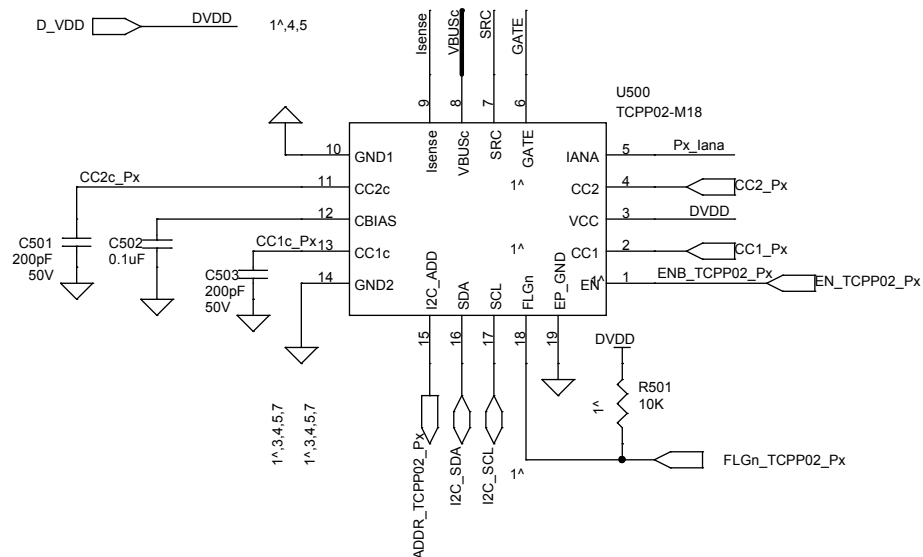 D_VDD
DVDD
1^,4,5
Isense
VBUSc
SRC
GATE
9
8
7
6
U500
TCPP02-M18
Isense
VBUSc
SRC
GATE
10
GND1
IANA
5
Px_Iana
CC2c_Px
11
CC2c
1^
CC2
4
CC2_Px
12
CBIAS
VCC
3
DVDD
C501
200pF
50V
C502
0.1uF
CC1c_Px
13
CC1c
1^
CC1
2
CC1_Px
C503
200pF
50V
14
GND2
1^
EN
1
ENB_TCPP02_Px
EN_TCPP02_Px
I2C_ADD
SDA
SCL
FLGn
EP_GND
15
16
17
18
19
DVDD
R501
10K
1^
1^,3,4,5,7
1^,3,4,5,7
ADDR_TCPP02_Px
I2C_SDA
I2C_SCL
1^
FLGn_TCPP02_Px